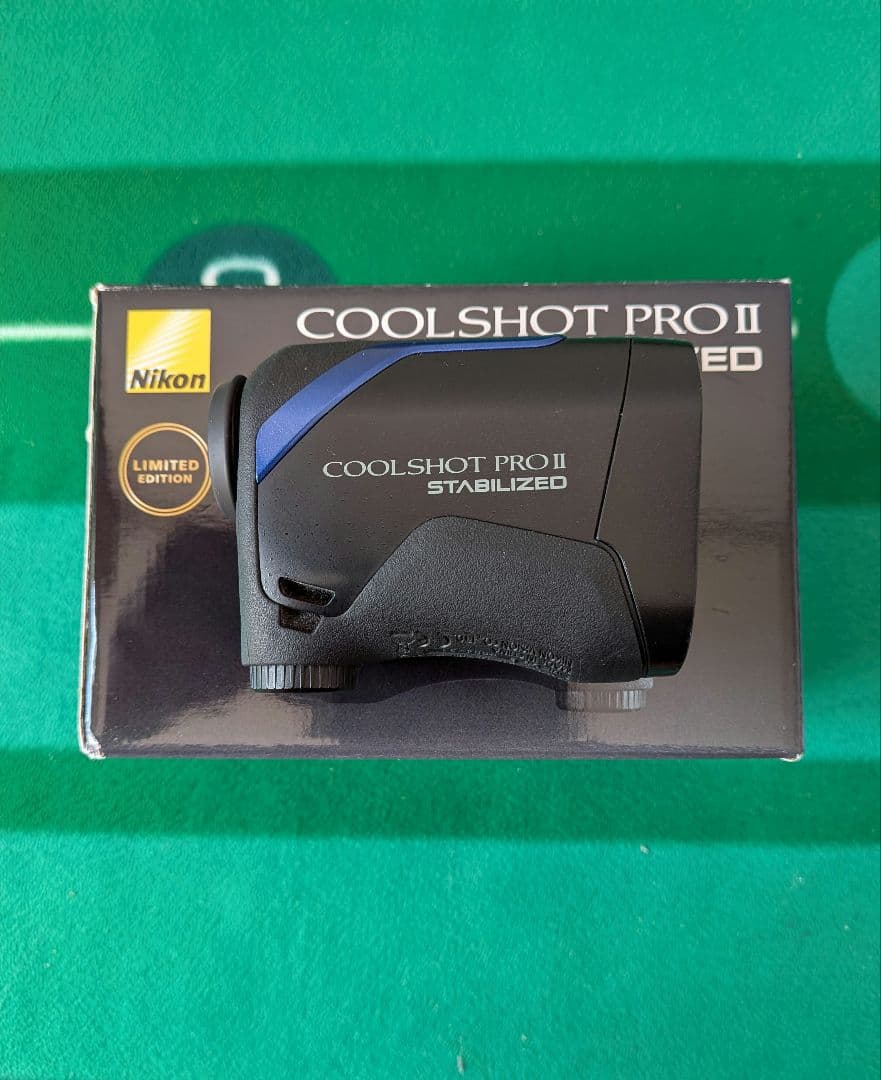 COOLSHOT PRO II
Nikon
LIMITED
EDITION
COOLSHOT PRO II
STABILIZED